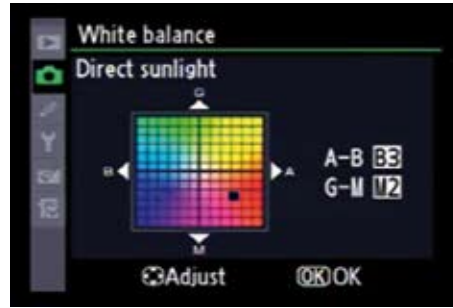 White balance
Direct sunlight
G
B A
M
A-B B3
G-M M2
Adjust OK OK